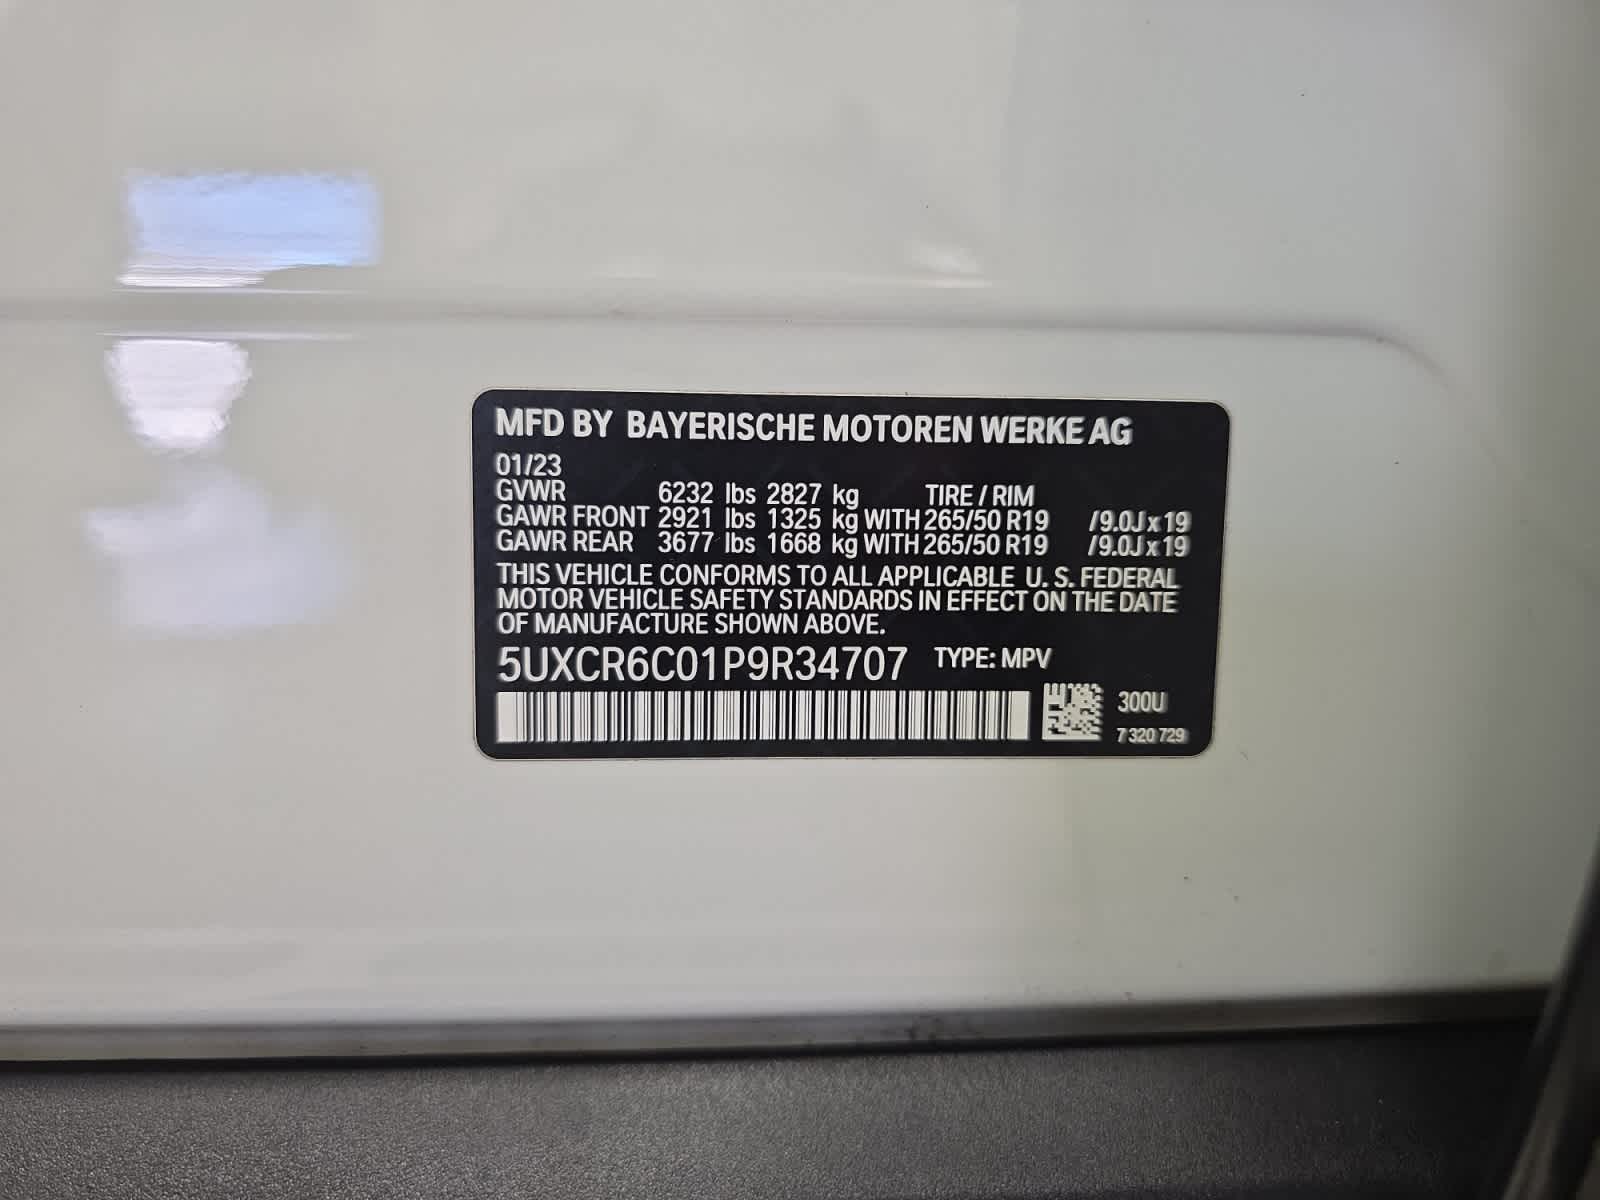 MFD BY BAYERISCHE MOTOREN WERKE AG
01/23
GVWR 6232 lbs 2827 kg TIRE / RIM
GAWR FRONT 2921 lbs 1325 kg WITH 265/50 R19 /9.0J x 19
GAWR REAR 3677 lbs 1668 kg WITH 265/50 R19 /9.0J x 19
THIS VEHICLE CONFORMS TO ALL APPLICABLE U. S. FEDERAL
MOTOR VEHICLE SAFETY STANDARDS IN EFFECT ON THE DATE
OF MANUFACTURE SHOWN ABOVE.
5UXCR6C01P9R34707 TYPE: MPV
300U
7 320 729